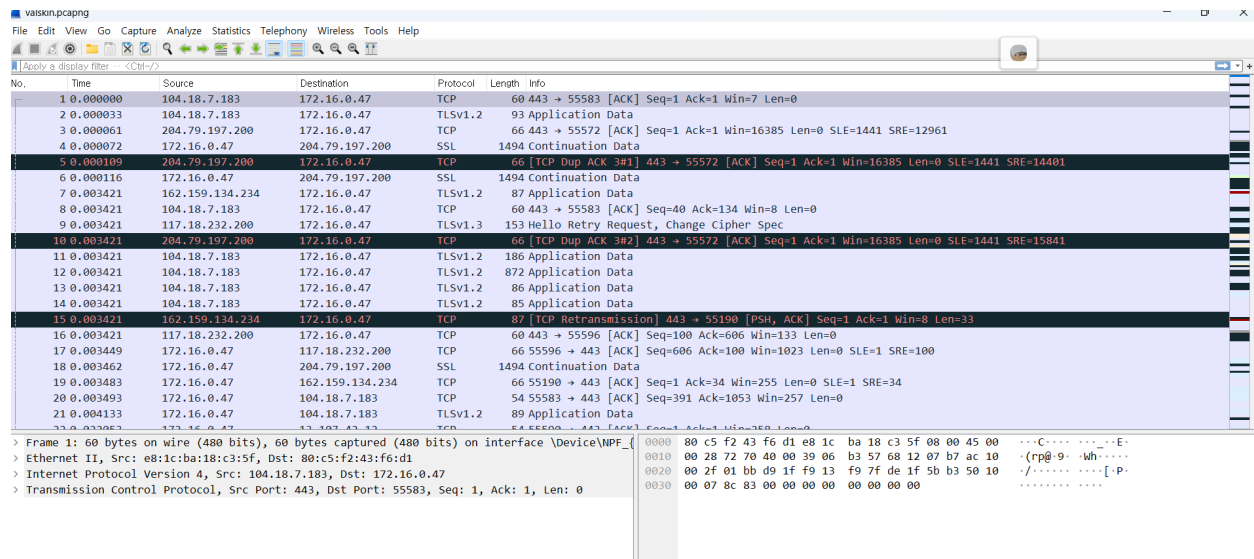 valskin.pcapng
File Edit View Go Capture Analyze Statistics Telephony Wireless Tools Help
Apply a display filter ... <Ctrl-/>
No. Time Source Destination Protocol Length Info
1 0.000000 104.18.7.183 172.16.0.47 TCP 60 443 → 55583 [ACK] Seq=1 Ack=1 Win=7 Len=0
2 0.000033 104.18.7.183 172.16.0.47 TLSv1.2 93 Application Data
3 0.000061 204.79.197.200 172.16.0.47 TCP 66 443 → 55572 [ACK] Seq=1 Ack=1 Win=16385 Len=0 SLE=1441 SRE=12961
4 0.000072 172.16.0.47 204.79.197.200 SSL 1494 Continuation Data
5 0.000109 204.79.197.200 172.16.0.47 TCP 66 [TCP Dup ACK 3#1] 443 → 55572 [ACK] Seq=1 Ack=1 Win=16385 Len=0 SLE=1441 SRE=14401
6 0.000116 172.16.0.47 204.79.197.200 SSL 1494 Continuation Data
7 0.003421 162.159.134.234 172.16.0.47 TLSv1.2 87 Application Data
8 0.003421 104.18.7.183 172.16.0.47 TCP 60 443 → 55583 [ACK] Seq=40 Ack=134 Win=8 Len=0
9 0.003421 117.18.232.200 172.16.0.47 TLSv1.3 153 Hello Retry Request, Change Cipher Spec
10 0.003421 204.79.197.200 172.16.0.47 TCP 66 [TCP Dup ACK 3#2] 443 → 55572 [ACK] Seq=1 Ack=1 Win=16385 Len=0 SLE=1441 SRE=15841
11 0.003421 104.18.7.183 172.16.0.47 TLSv1.2 186 Application Data
12 0.003421 104.18.7.183 172.16.0.47 TLSv1.2 872 Application Data
13 0.003421 104.18.7.183 172.16.0.47 TLSv1.2 86 Application Data
14 0.003421 104.18.7.183 172.16.0.47 TLSv1.2 85 Application Data
15 0.003421 162.159.134.234 172.16.0.47 TCP 87 [TCP Retransmission] 443 → 55190 [PSH, ACK] Seq=1 Ack=1 Win=8 Len=33
16 0.003421 117.18.232.200 172.16.0.47 TCP 60 443 → 55596 [ACK] Seq=100 Ack=606 Win=133 Len=0
17 0.003449 172.16.0.47 117.18.232.200 TCP 66 55596 → 443 [ACK] Seq=606 Ack=100 Win=1023 Len=0 SLE=1 SRE=100
18 0.003462 172.16.0.47 204.79.197.200 SSL 1494 Continuation Data
19 0.003483 172.16.0.47 162.159.134.234 TCP 66 55190 → 443 [ACK] Seq=1 Ack=34 Win=255 Len=0 SLE=1 SRE=34
20 0.003493 172.16.0.47 104.18.7.183 TCP 54 55583 → 443 [ACK] Seq=391 Ack=1053 Win=257 Len=0
21 0.004133 172.16.0.47 104.18.7.183 TLSv1.2 89 Application Data
> Frame 1: 60 bytes on wire (480 bits), 60 bytes captured (480 bits) on interface \Device\NPF_{
> Ethernet II, Src: e8:1c:ba:18:c3:5f, Dst: 80:c5:f2:43:f6:d1
> Internet Protocol Version 4, Src: 104.18.7.183, Dst: 172.16.0.47
> Transmission Control Protocol, Src Port: 443, Dst Port: 55583, Seq: 1, Ack: 1, Len: 0
0000 80 c5 f2 43 f6 d1 e8 1c ba 18 c3 5f 08 00 45 00 ···C···· ···_··E·
0010 00 28 72 70 40 00 39 06 b3 57 68 12 07 b7 ac 10 ·(rp@·9· ·Wh·····
0020 00 2f 01 bb d9 1f f9 13 f9 7f de 1f 5b b3 50 10 ·/······ ····[·P·
0030 00 07 8c 83 00 00 00 00 00 00 00 00 ········ ····